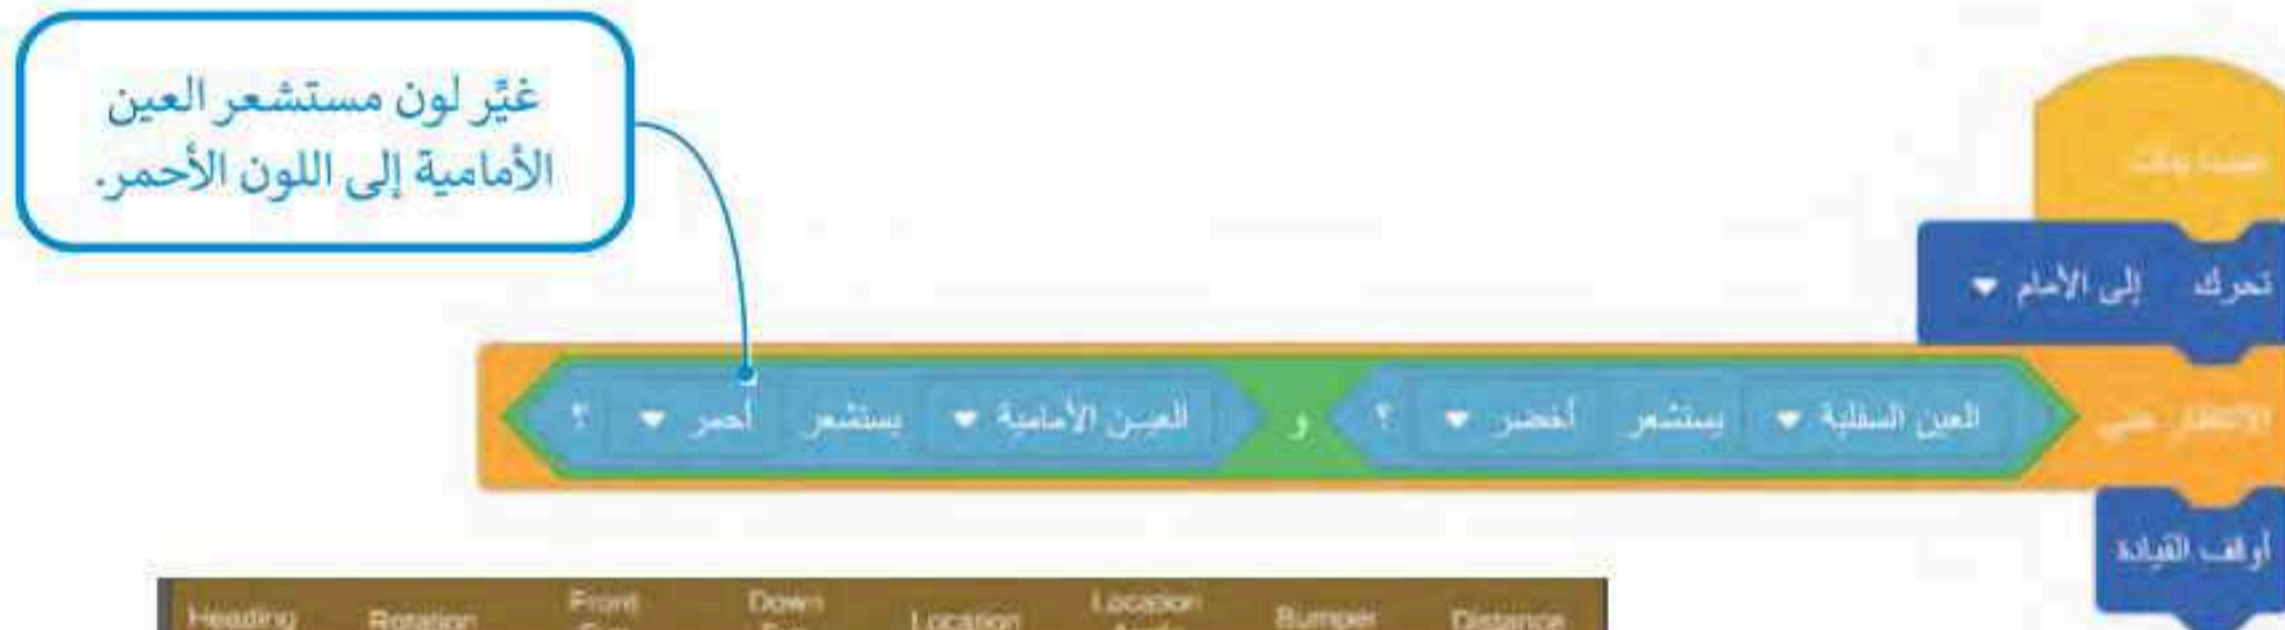 غيَّر لون مستشعر العين
الأمامية إلى اللون الأحمر.
تحرك إلى الأمام
العين السفلية يستشعر أخضر ؟ و العين الأمامية يستشعر أحمر ؟
أوقف القيادة
Heading Rotation Front Down Location Location Bumper Distance